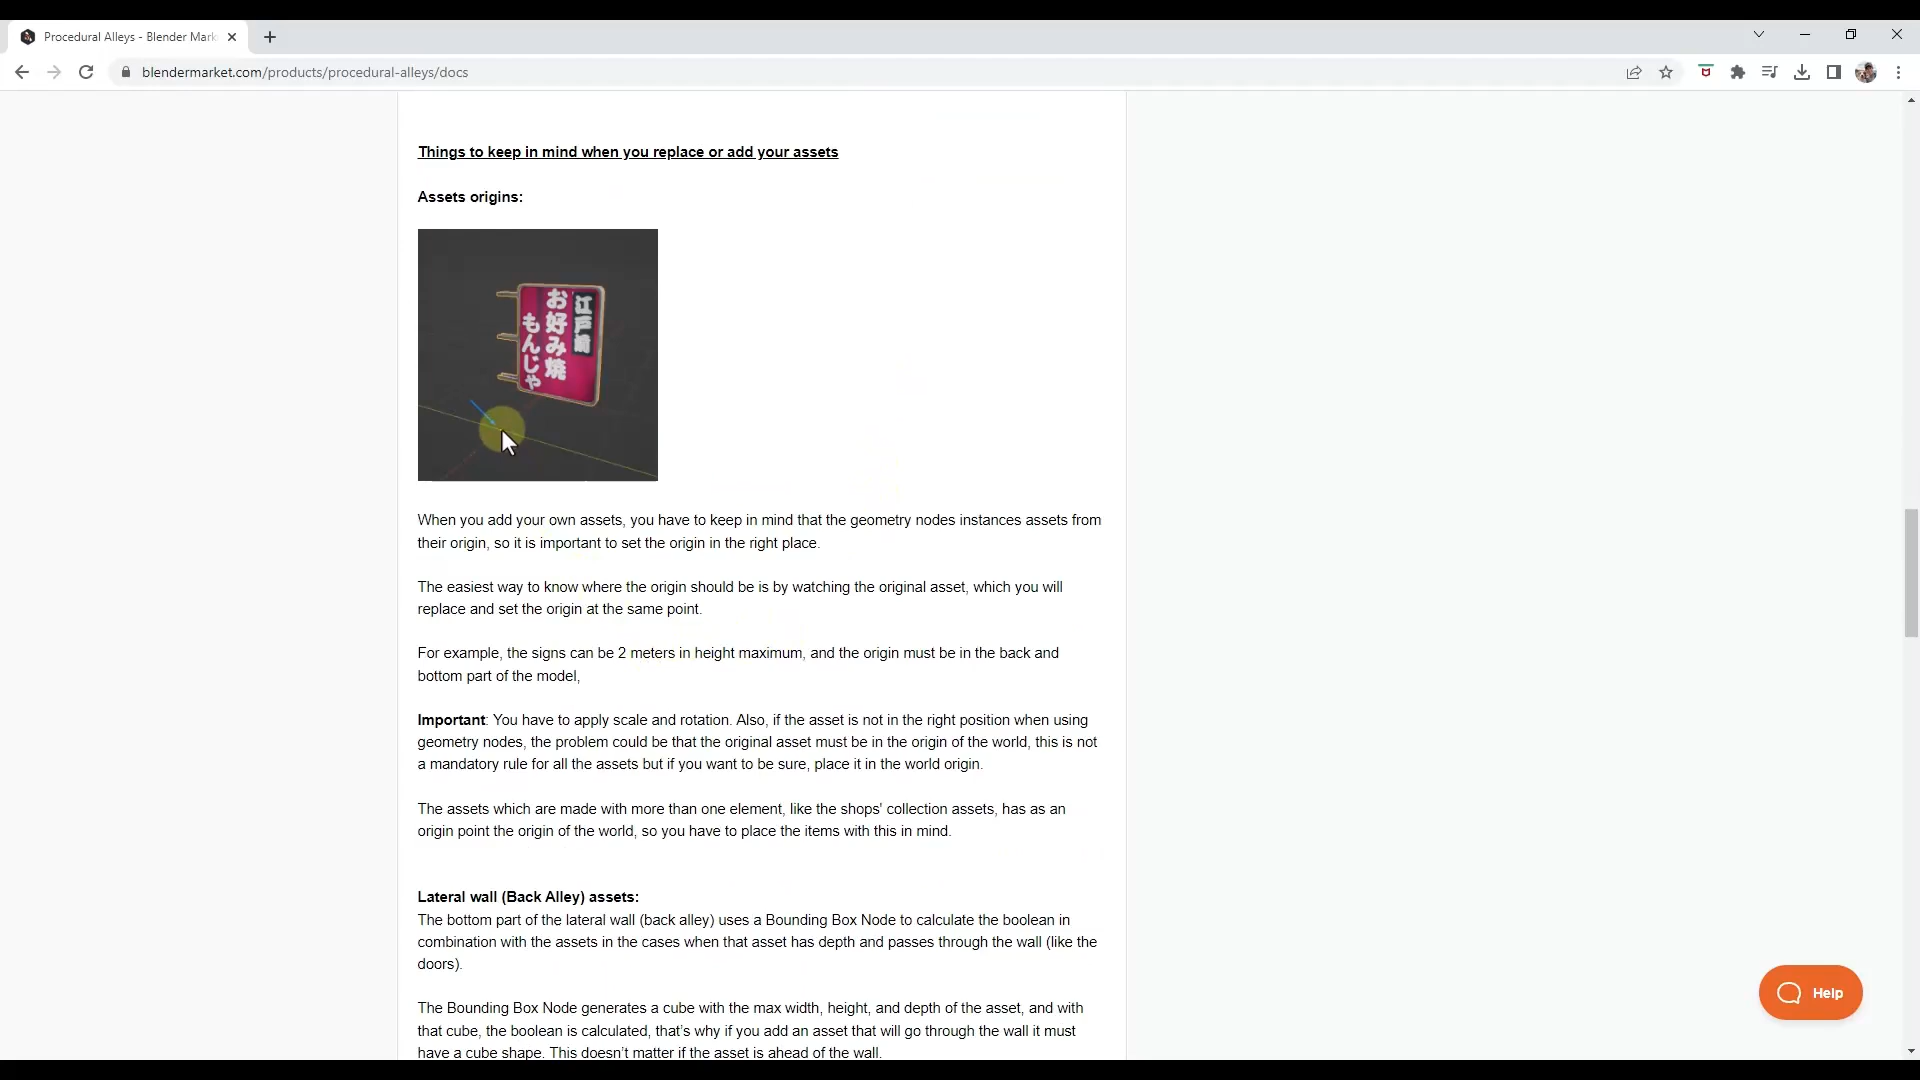 Procedural Alleys - Blender Mark
blendermarket.com/products/procedural-alleys/docs
Things to keep in mind when you replace or add your assets
Assets origins:
江戸前
お好み焼
もんじゃ
When you add your own assets, you have to keep in mind that the geometry nodes instances assets from
their origin, so it is important to set the origin in the right place.
The easiest way to know where the origin should be is by watching the original asset, which you will
replace and set the origin at the same point.
For example, the signs can be 2 meters in height maximum, and the origin must be in the back and
bottom part of the model,
Important: You have to apply scale and rotation. Also, if the asset is not in the right position when using
geometry nodes, the problem could be that the original asset must be in the origin of the world, this is not
a mandatory rule for all the assets but if you want to be sure, place it in the world origin.
The assets which are made with more than one element, like the shops' collection assets, has as an
origin point the origin of the world, so you have to place the items with this in mind.
Lateral wall (Back Alley) assets:
The bottom part of the lateral wall (back alley) uses a Bounding Box Node to calculate the boolean in
combination with the assets in the cases when that asset has depth and passes through the wall (like the
doors).
The Bounding Box Node generates a cube with the max width, height, and depth of the asset, and with
that cube, the boolean is calculated, that's why if you add an asset that will go through the wall it must
have a cube shape. This doesn't matter if the asset is ahead of the wall.
Help